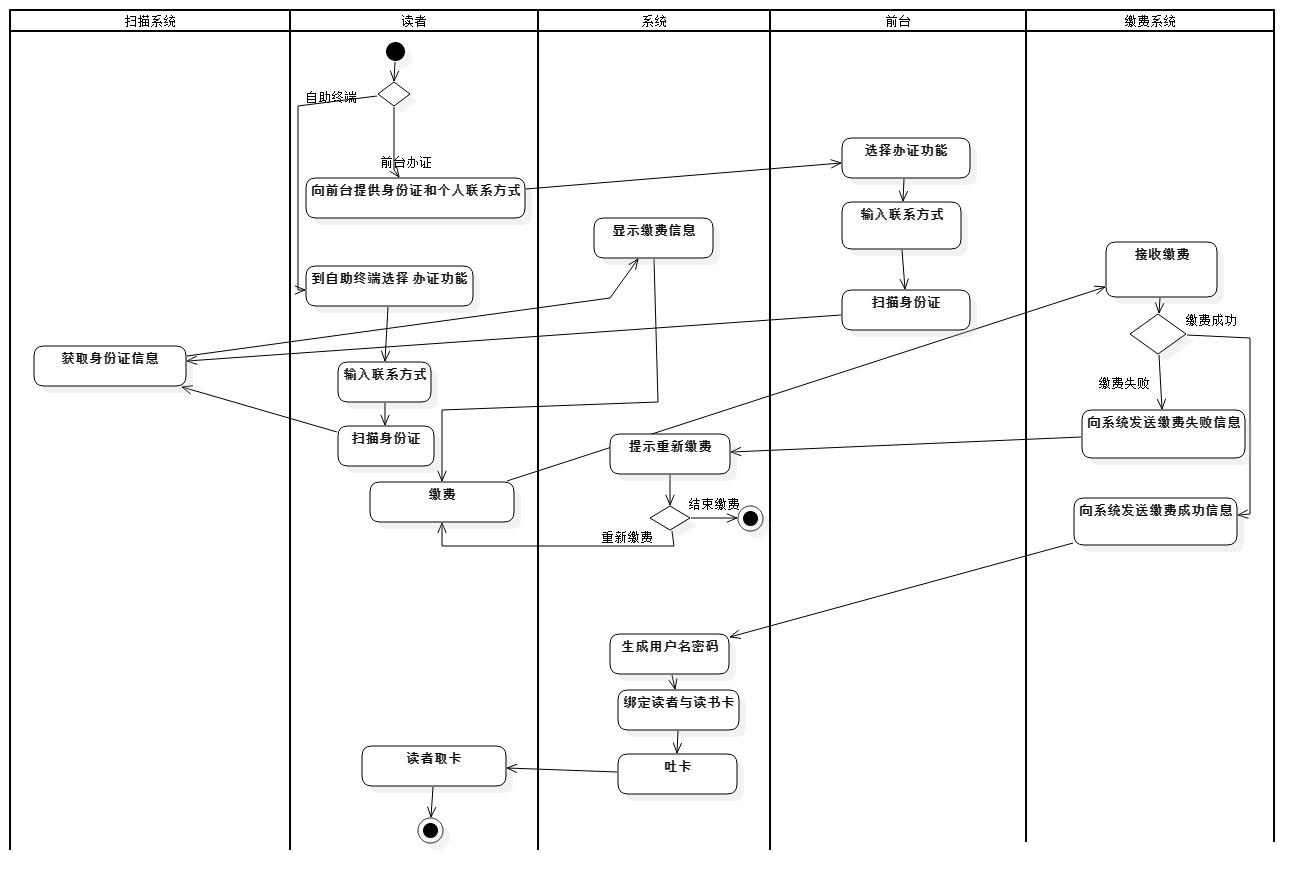 扫描系统
读者
系统
前台
缴费系统
自助终端
前台办证
选择办证功能
向前台提供身份证和个人联系方式
输入联系方式
显示缴费信息
接收缴费
到自助终端选择 办证功能
扫描身份证
缴费成功
获取身份证信息
输入联系方式
缴费失败
向系统发送缴费失败信息
扫描身份证
提示重新缴费
缴费
结束缴费
向系统发送缴费成功信息
重新缴费
生成用户名密码
绑定读者与读书卡
读者取卡
吐卡